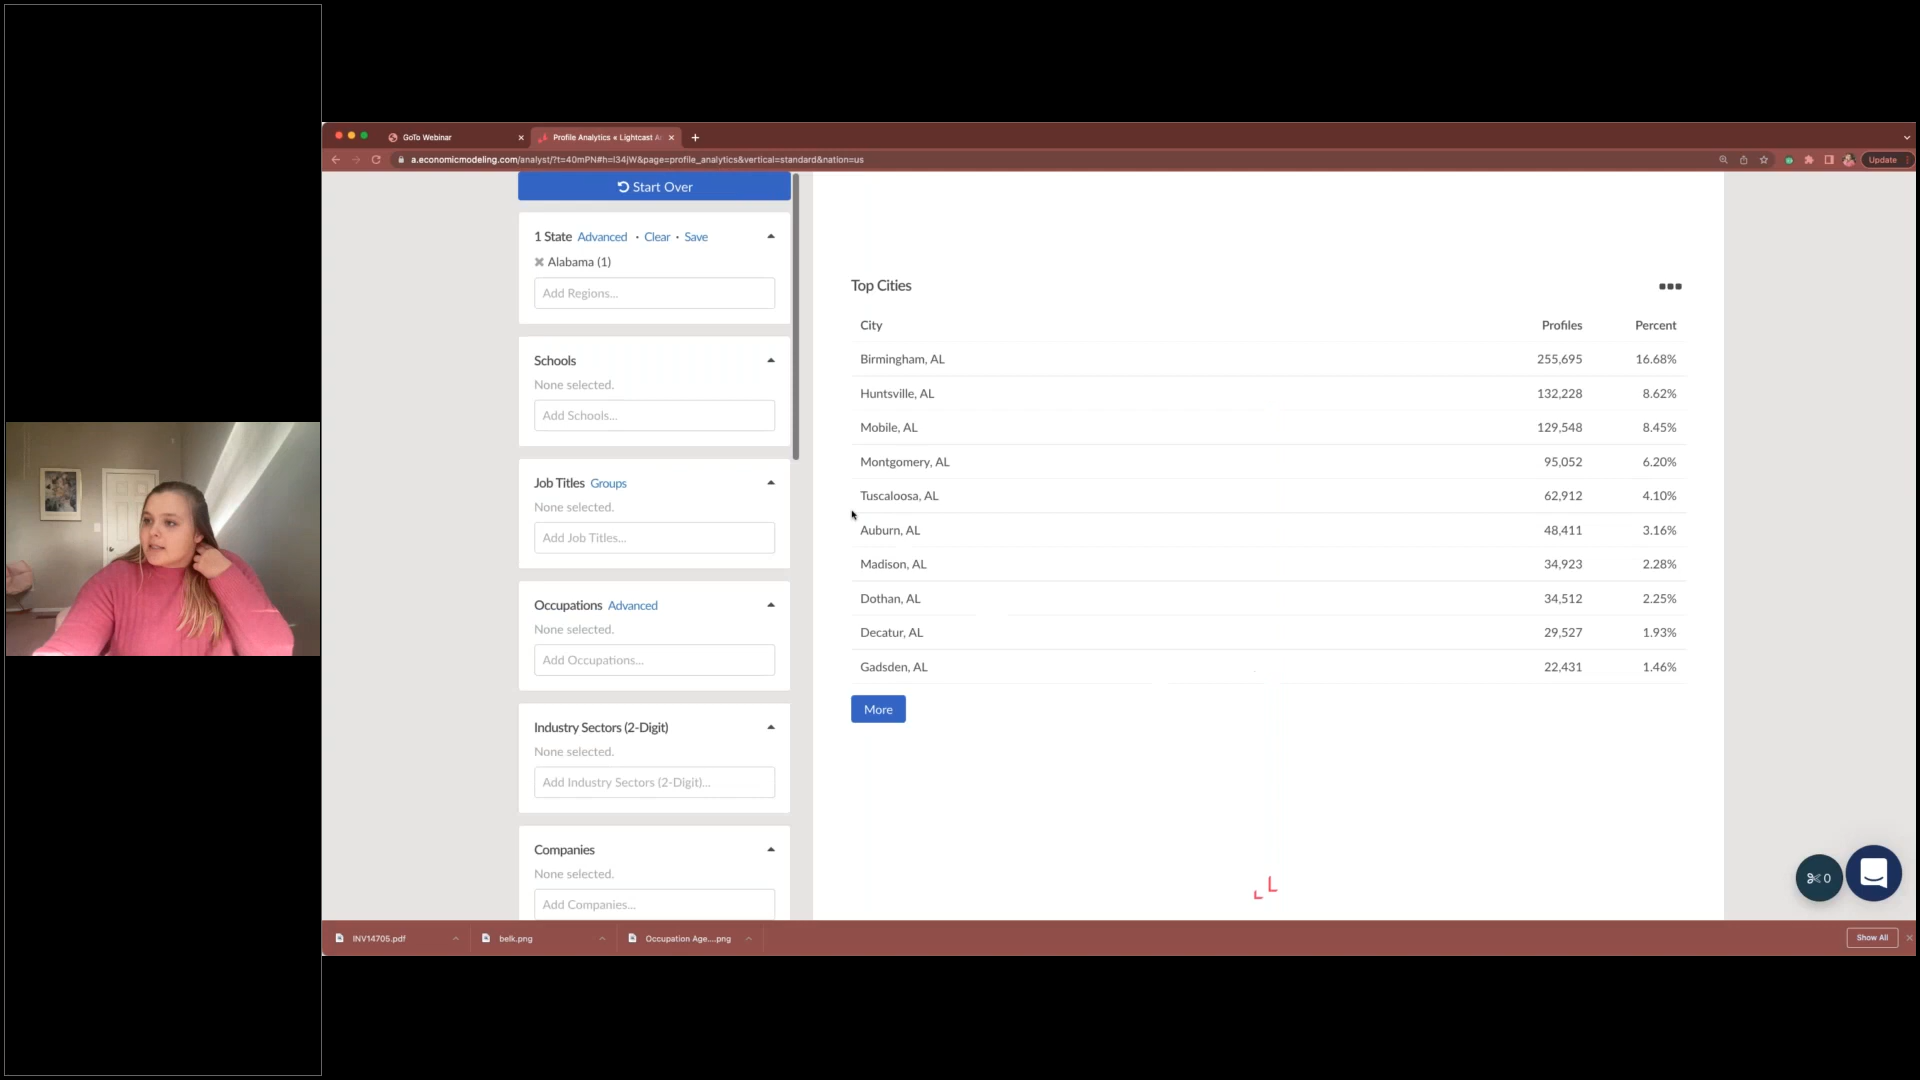 GoTo Webinar
Profile Analytics « Lightcast A
a.economicmodeling.com/analyst/?t=40mPN#h=I34jW&page=profile_analytics&vertical=standard&nation=us
Update
Start Over
1 State Advanced · Clear · Save
Alabama (1)
Add Regions...
Schools
None selected.
Add Schools...
Job Titles Groups
None selected.
Add Job Titles...
Occupations Advanced
None selected.
Add Occupations...
Industry Sectors (2-Digit)
None selected.
Add Industry Sectors (2-Digit)...
Companies
None selected.
Add Companies...
Top Cities
City Profiles Percent
Birmingham, AL 255,695 16.68%
Huntsville, AL 132,228 8.62%
Mobile, AL 129,548 8.45%
Montgomery, AL 95,052 6.20%
Tuscaloosa, AL 62,912 4.10%
Auburn, AL 48,411 3.16%
Madison, AL 34,923 2.28%
Dothan, AL 34,512 2.25%
Decatur, AL 29,527 1.93%
Gadsden, AL 22,431 1.46%
More
0
INV14705.pdf
belk.png
Occupation Age....png
Show All